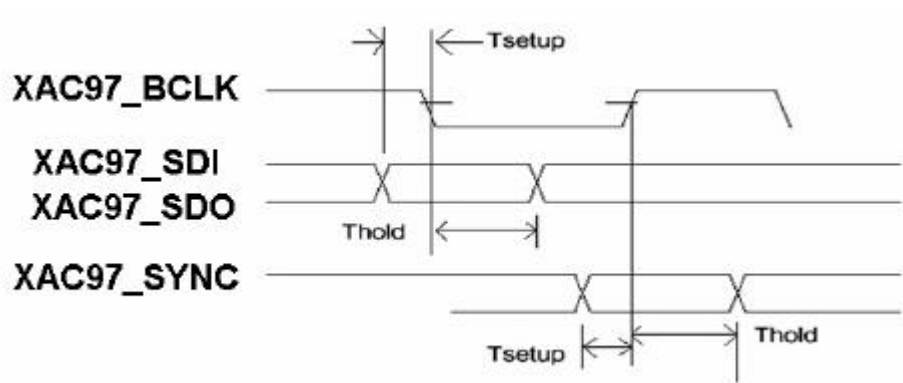 Tsetup
XAC97_BCLK
XAC97_SDI
XAC97_SDO
Thold
XAC97_SYNC
Thold
Tsetup